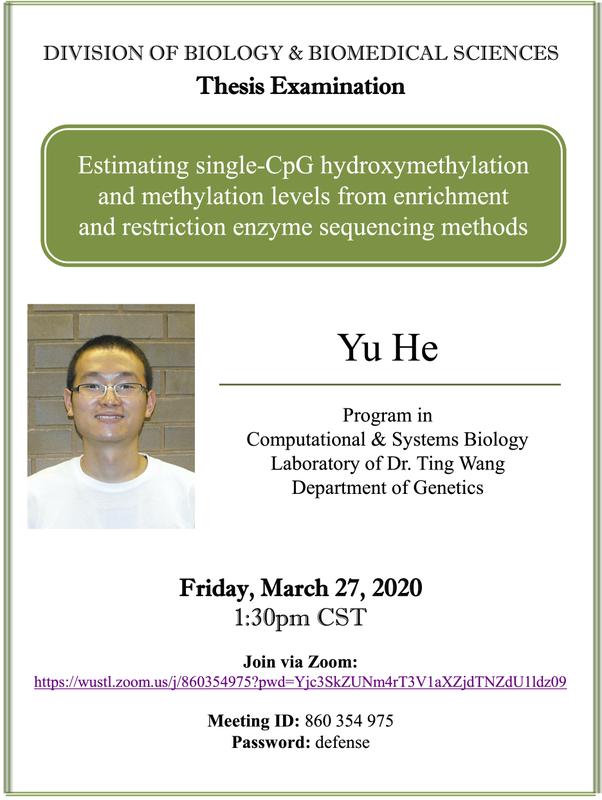 DIVISION OF BIOLOGY & BIOMEDICAL SCIENCES
Thesis Examination
Estimating single-CpG hydroxymethylation
and methylation levels from enrichment
and restriction enzyme sequencing methods
Yu He
Program in
Computational & Systems Biology
Laboratory of Dr. Ting Wang
Department of Genetics
Friday, March 27, 2020
1:30pm CST
Join via Zoom:
https://wustl.zoom.us/j/860354975?pwd=Yjc3SkZUNm4rT3V1aXZjdTNZdU1ldz09
Meeting ID: 860 354 975
Password: defense